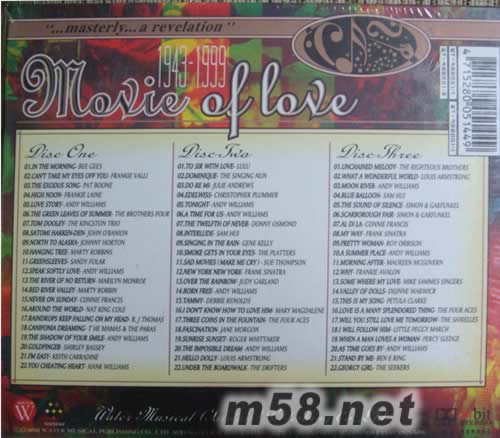 "...masterly...a revelation"
1943-1999
Movie of love
Disc One
01.IN THE MORNING- BEE GEES
02.CAN'T TAKE MY EYES OFF YOU- FRANKIE VALLI
03.THE EXODUS SONG- PAT BOONE
04.HIGH NOON- FRANKIE LAINE
05.LOVE STORY- ANDY WILLIAMS
06.THE GREEN LEAVES OF SUMMER- THE BROTHERS FOUR
07.TOM DOOLEY- THE KINGSTON TRIO
08.SATOMI HAKKEN-DEN- JOHN O'BANION
09.NORTH TO ALASKA- JOHNNY HORTON
10.HANGING TREE- MARTY ROBBINS
11.GREENSLEEVES- SANDY FOLAR
12.SPEAK SOFTLY LOVE- ANDY WILLIAMS
13.THE RIVER OF NO RETURN- MARILYN MONROE
14.RED RIVER VALLEY- MARTY ROBBIN
15.NEVER ON SUNDAY- CONNIE FRANCIS
16.AROUND THE WORLD- NAT KING COOL
17.RAINDROPS KEEP FALLING ON MY HEAD- B. J THOMAS
18.CANIFONIA DREAMING- T HE MAMAS & THE PARAS
19.THE SHADOW OF YOUR SMILE- ANDY WILLIAMS
20.GOLDFINGER- SHIRLEY BASSEY
21.I'M EASY- KEITH CARRADINE
22.YOU CHEATING HEART- HANK WILLIAMS
Disc Two
01.TO SIR WITH LOVE- LULU
02.DOMINIQUE- THE SINGING NUN
03.DO RE MI- JULIE ANDREWS
04.EDELWISS- CHRISTOPHER PLUMMER
05.TONIGHT- ANDY WILLIAMS
06.A TIME FOR US- ANDY WILLIAMS
07.THE TWELFTH OF NEVER- DONNY OSMOND
08.INTERLUDE- SAM HUI
09.SINGING IN THE RAIN- GENE KELLY
10.SMOKE GETS IN YOUR EYES- THE PLATTERS
11.SAD MOVIES ( MAKE ME CRY ) - SUE THOMPSON
12.NEW YORK NEW YORK- FRANK SINATRA
13.OVER THE RAINBOW- JUDY GARLAND
14.BORN FREE- ANDY WILLIAMS
15.TAMMY- DEBBIE RENOLDS
16.I DON'T KNOW HOW TO LOVE HIM- MARY MAGDALENE
17.THREE COINS IN THE FOUNTAIN- THE FOUR ACES
18.FASCINATION- JANE MORGON
19.SUNRISE SUNSET- ROGER WHITTAKER
20.THE IMPOSIBLE DREAM- ANDY WILLIAMS
21.HELLO DOLLY- LOUIS ARMSTRONG
22.UNDER THE BOARDWALK- THE DRIFTERS
Disc Three
01.UNCHAINED MELODY- THE RIGHTEOUS BROTHERS
02.WHAT A WONDERFUL WORLD- LOUIS ARMSTRONG
03.MOON RIVER- ANDY WILLIAMS
04.BLUE BALLOON- SAM HUI
05.THE SOUND OF SILENCE- SIMON & GARFUNKEL
06.SCARBOROUGH FAIR- SIMON & GARFUNKEL
07.AL DI LA- CONNIE FRANCIS
08.MY WAY- FRANK SINATRA
09.PRETTY WOMAN- ROY ORBISON
10.A SUMMER PLACE- ANDY WILLIAMS
11.MORNING AFTER- MAUREEN MCGOVERN
12.WHY- FRANKIE AVALON
13.SOME WHERE MY LOVE- MIKE SAMMES SINGERS
14.VALLEY OF DOLLS- DIONNE WARWICK
15.THIS IS MY SONG- PETULA CLARKE
16.LOVE IS A MANY SPLENDORED THING- THE FOUR ACES
17.WILL YOU STILL LOVE ME TOMORROW- THE SHIRELLES
18.I WILL FOLLOW HIM- LITTLE PEGGY MARCH
19.WHEN A MAN LOVES A WOMAN- PERCY SLEDGE
20.AS TIME GOES BY- ANDY WILLIAMS
21.STAND BY ME- BEN E RING
22.GEORGY GIRL- THE SEEKERS
4 715280 051449
W
Water Musical
bit
m58.net